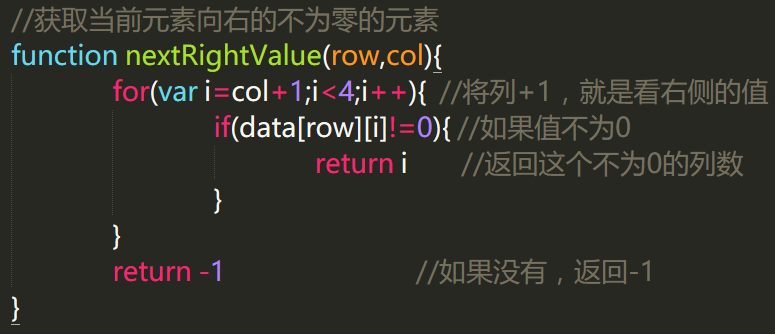 //获取当前元素向右的不为零的元素
function nextRightValue(row,col){
for(var i=col+1;i<4;i++){ //将列+1，就是看右侧的值
if(data[row][i]!=0){ //如果值不为0
return i //返回这个不为0的列数
}
}
return -1 //如果没有，返回-1
}